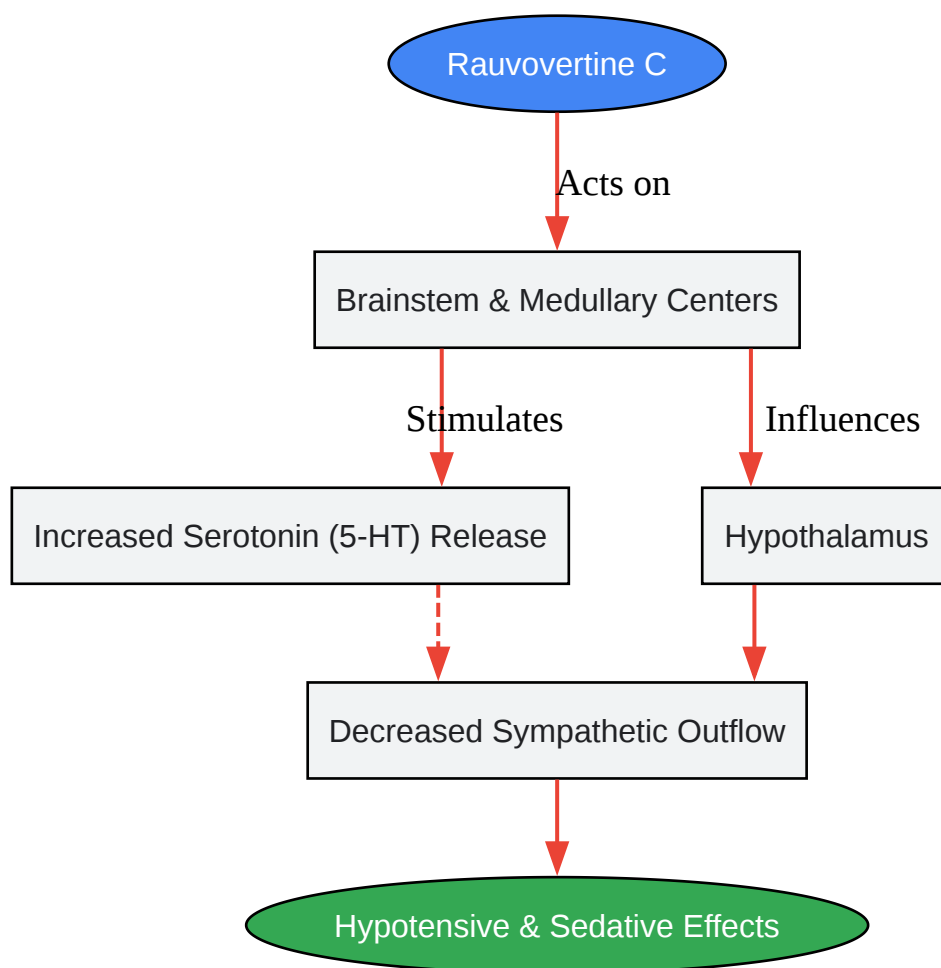 Rauvovertine C
Acts on
Brainstem & Medullary Centers
Stimulates
Influences
Increased Serotonin (5-HT) Release
Hypothalamus
Decreased Sympathetic Outflow
Hypotensive & Sedative Effects